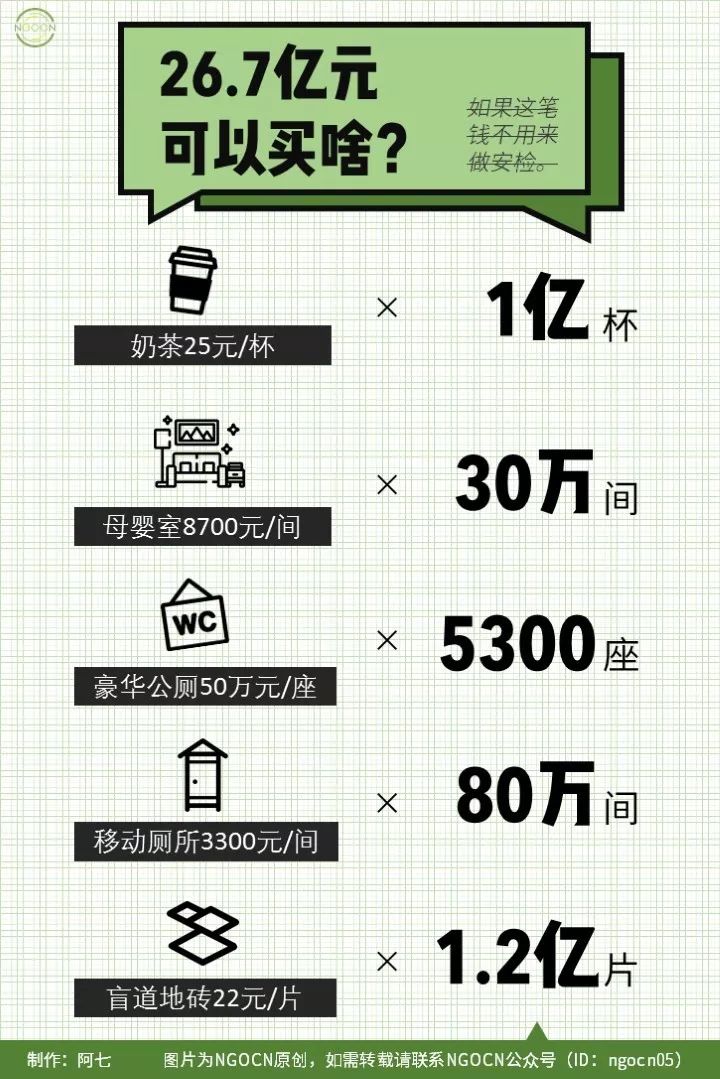 NGOCN
26.7亿元
可以买啥？
如果这笔
钱不用来
做安检。
奶茶25元/杯
×
1亿杯
母婴室8700元/间
×
30万间
WC
豪华公厕50万元/座
×
5300座
移动厕所3300元/间
×
80万间
盲道地砖22元/片
×
1.2亿片
制作：阿七 图片为NGOCN原创，如需转载请联系NGOCN公众号（ID：ngocn05）